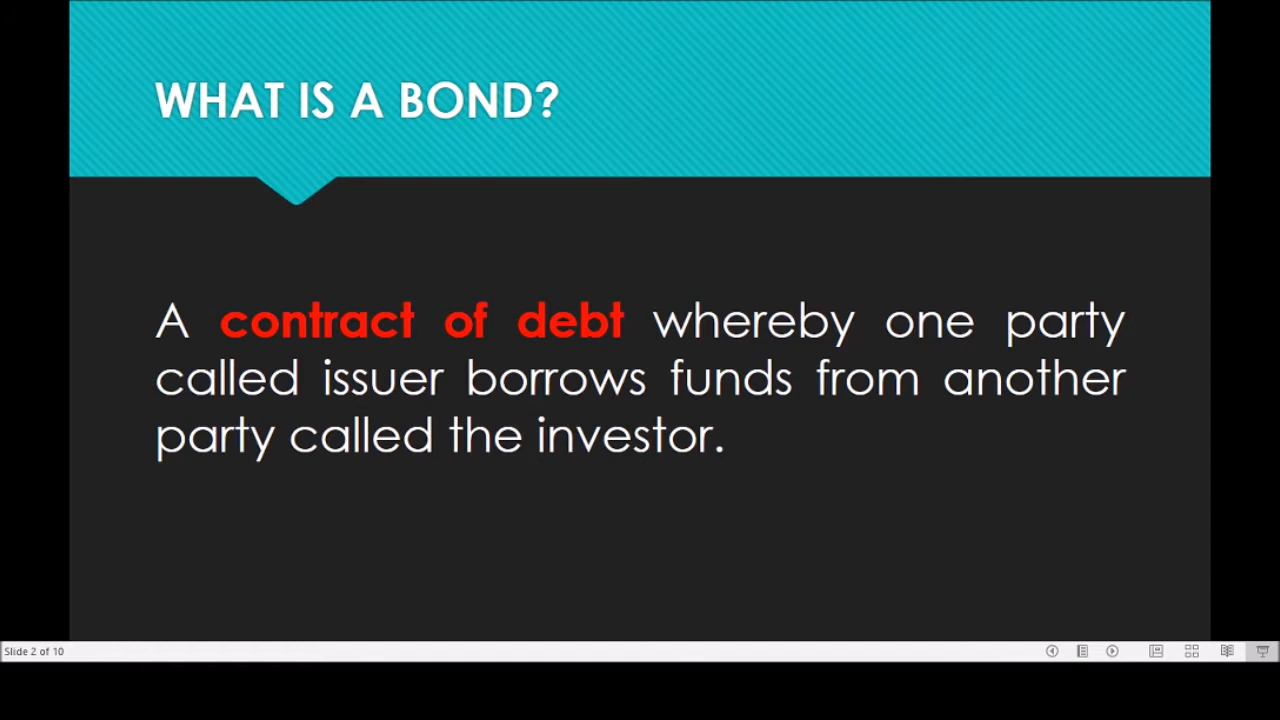 WHAT IS A BOND?
A contract of debt whereby one party
called issuer borrows funds from another
party called the investor.
Slide 2 of 10